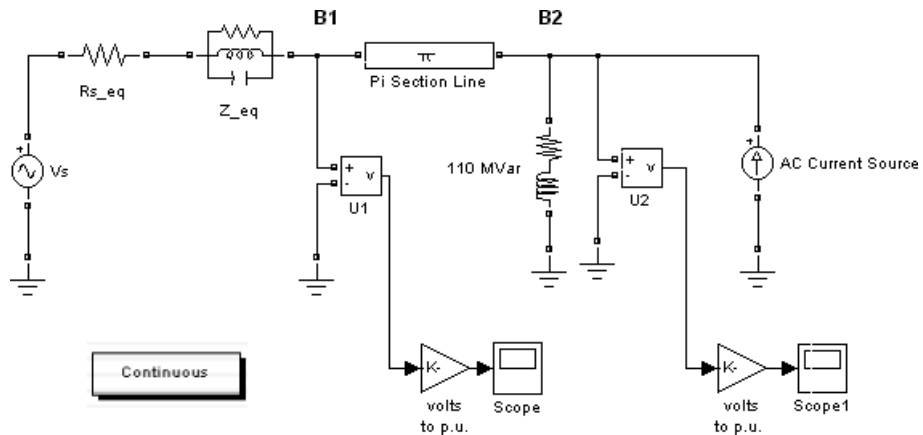 B1
B2
Rs_eq
Z_eq
π
Pi Section Line
+
Vs
+
-
v
U1
110 MVar
+
-
v
U2
+
AC Current Source
Continuous
K-
volts
to p.u.
Scope
K-
volts
to p.u.
Scope1